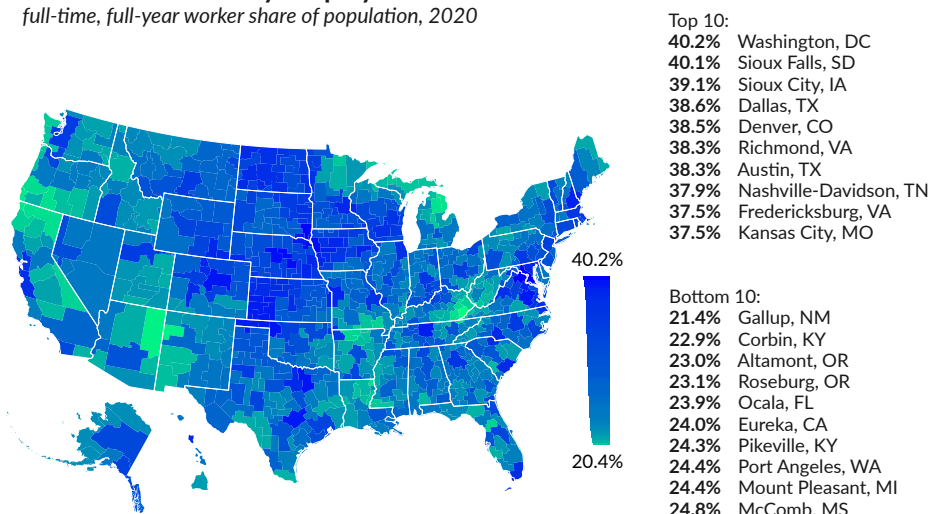 full-time, full-year worker share of population, 2020
Top 10:
40.2% Washington, DC
40.1% Sioux Falls, SD
39.1% Sioux City, IA
38.6% Dallas, TX
38.5% Denver, CO
38.3% Richmond, VA
38.3% Austin, TX
37.9% Nashville-Davidson, TN
37.5% Fredericksburg, VA
37.5% Kansas City, MO
40.2%
20.4%
Bottom 10:
21.4% Gallup, NM
22.9% Corbin, KY
23.0% Altamont, OR
23.1% Roseburg, OR
23.9% Ocala, FL
24.0% Eureka, CA
24.3% Pikeville, KY
24.4% Port Angeles, WA
24.4% Mount Pleasant, MI
24.8% McComb, MS